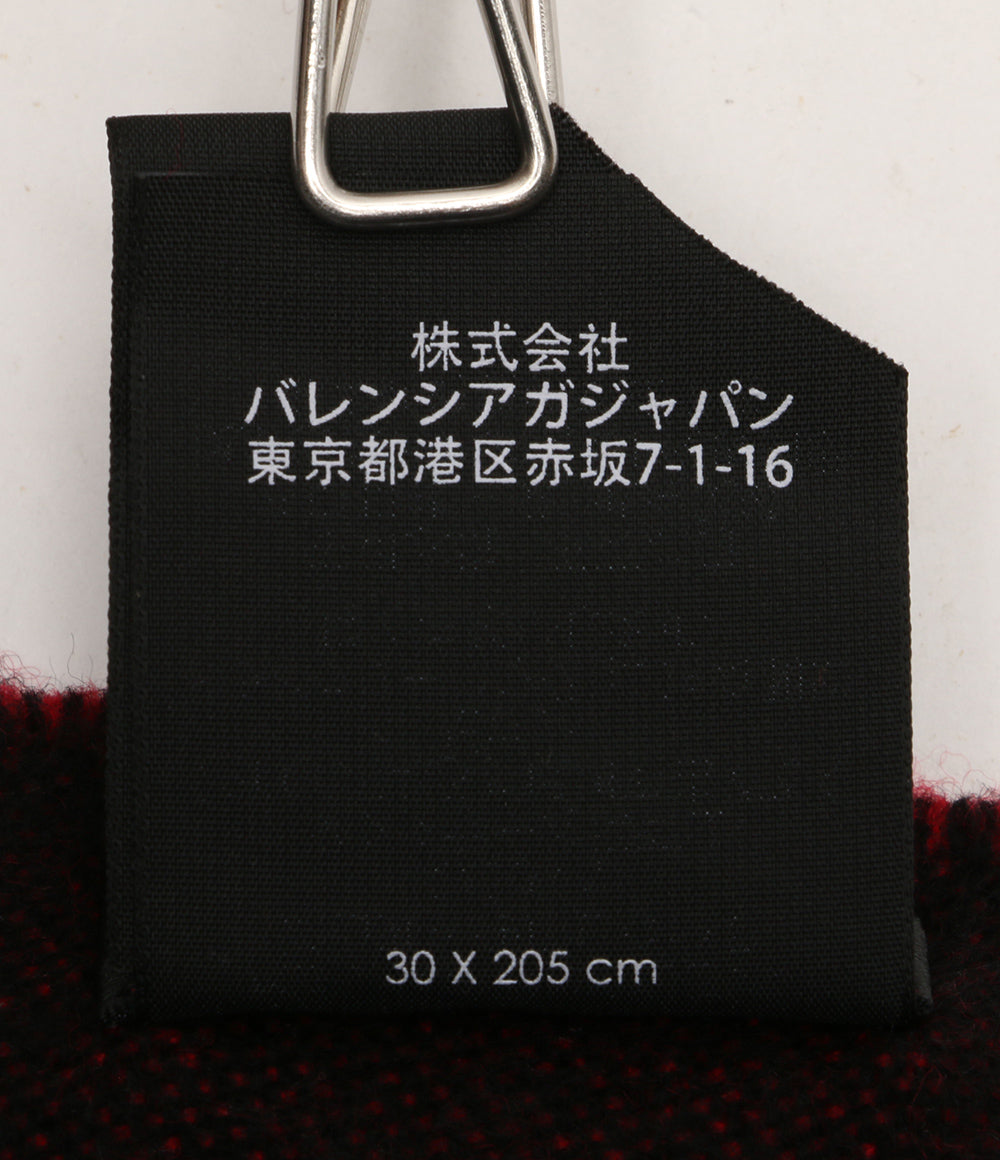 株式会社
バレンシアガジャパン
東京都港区赤坂7-1-16
30 X 205 cm